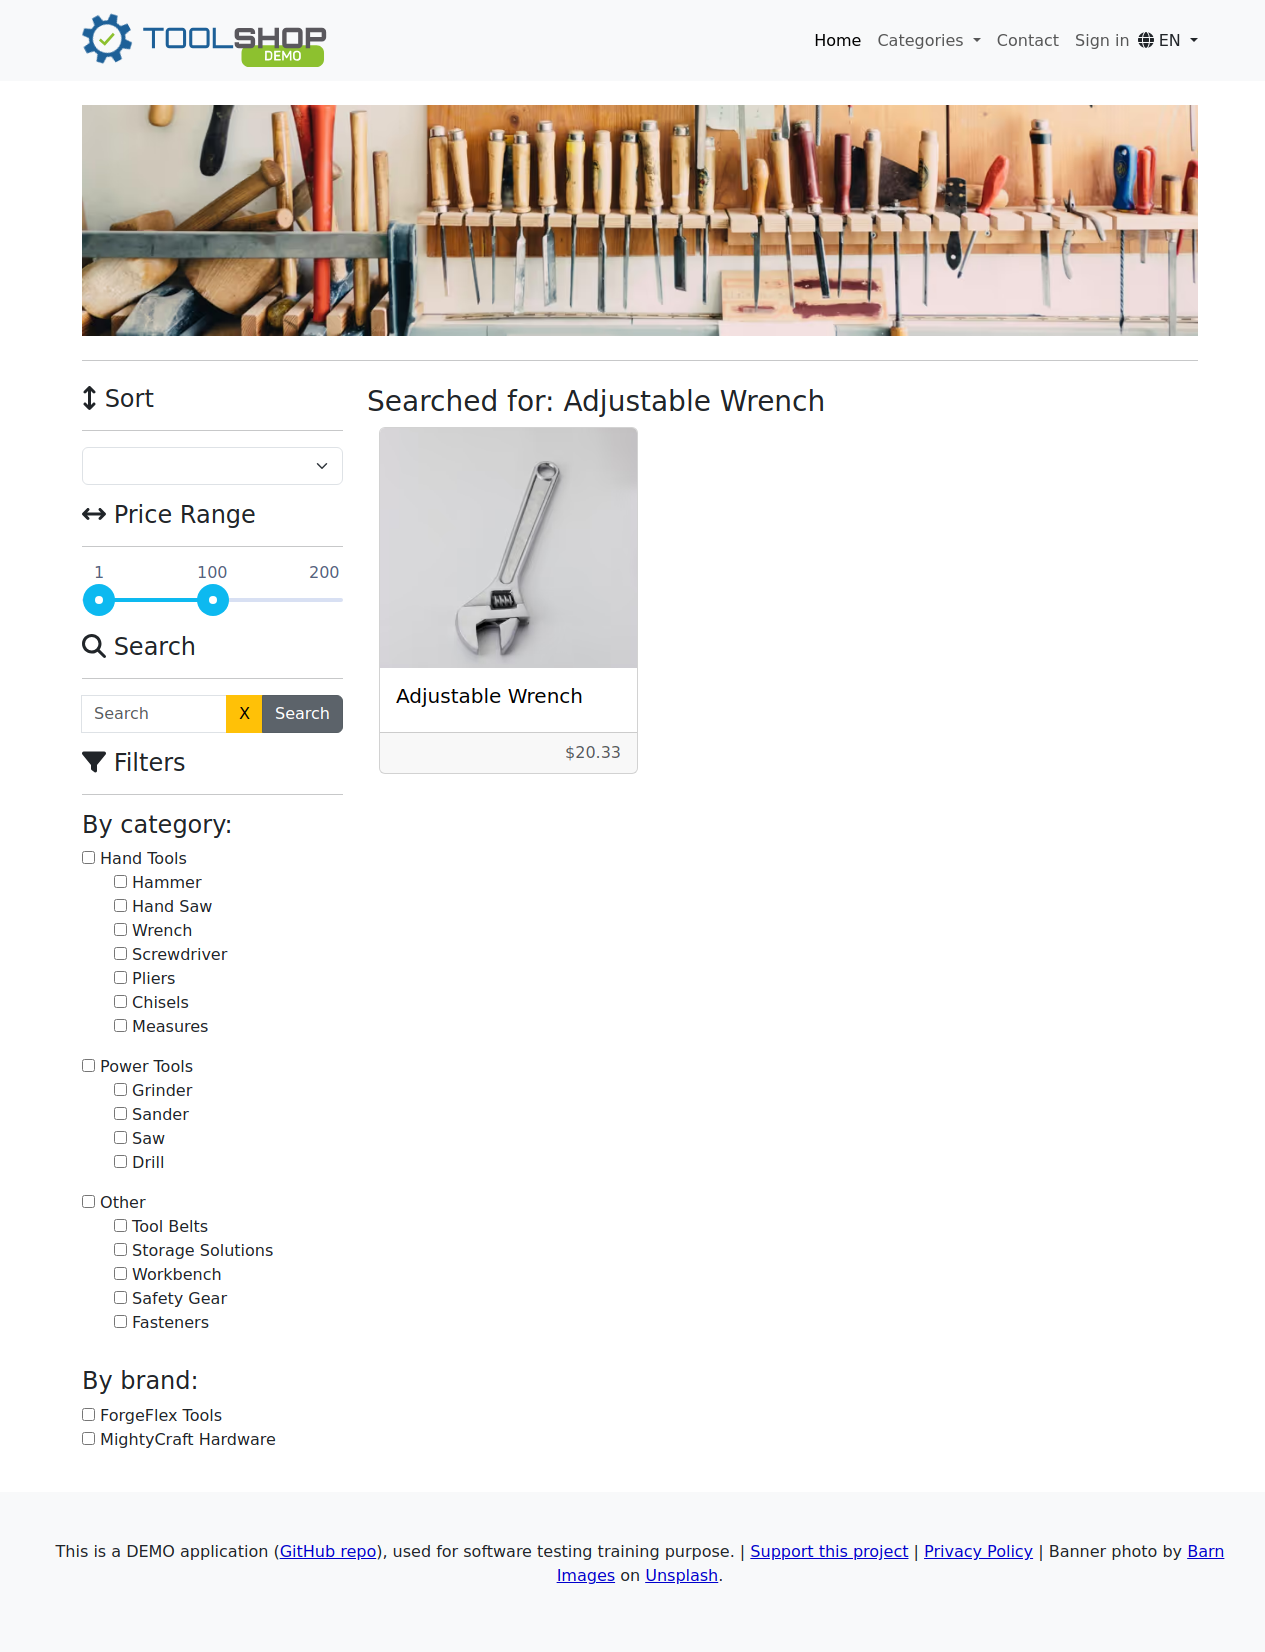 TOOLSHOP
DEMO
Home Categories Contact Sign in EN
Sort
Searched for: Adjustable Wrench
Price Range
1 100 200
Search
Search X Search
Adjustable Wrench
$20.33
Filters
By category:
Hand Tools
Hammer
Hand Saw
Wrench
Screwdriver
Pliers
Chisels
Measures
Power Tools
Grinder
Sander
Saw
Drill
Other
Tool Belts
Storage Solutions
Workbench
Safety Gear
Fasteners
By brand:
ForgeFlex Tools
MightyCraft Hardware
This is a DEMO application (GitHub repo), used for software testing training purpose. | Support this project | Privacy Policy | Banner photo by Barn
Images on Unsplash.